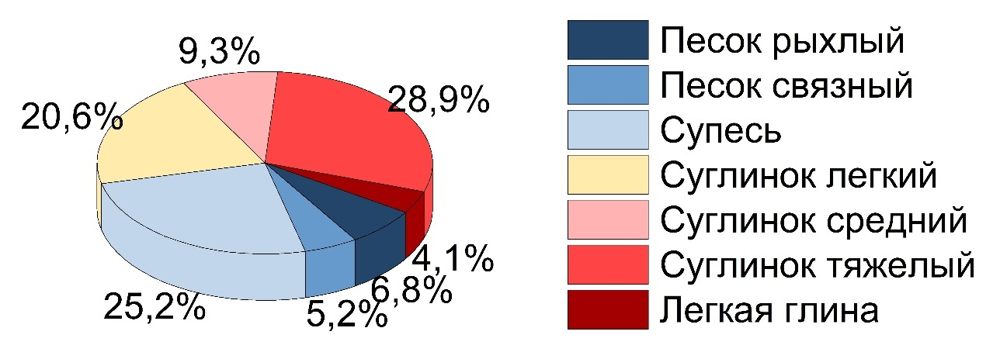 9,3%
28,9%
20,6%
4,1%
6,8%
25,2%
5,2%
Песок рыхлый
Песок связный
Супесь
Суглинок легкий
Суглинок средний
Суглинок тяжелый
Легкая глина